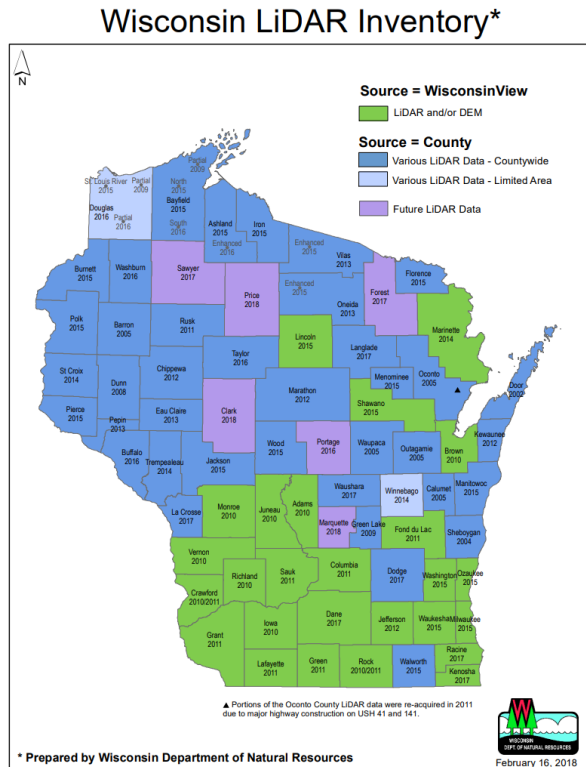 Wisconsin LiDAR Inventory*
N
Source = WisconsinView
LiDAR and/or DEM
Source = County
Various LiDAR Data - Countywide
Various LiDAR Data - Limited Area
Future LiDAR Data
Partial
2009
St. Louis River
2015
Partial
2009
North
2015
Douglas
2016
Partial
2016
Bayfield
2015
South
2016
Ashland
2015
Enhanced
2016
Iron
2015
Enhanced
2015
Vilas
2013
Burnett
2015
Washburn
2016
Sawyer
2017
Price
2018
Enhanced
2015
Oneida
2013
Forest
2017
Florence
2015
Marinette
2014
Polk
2015
Barron
2005
Rusk
2011
Lincoln
2015
Langlade
2017
Taylor
2016
St Croix
2014
Dunn
2008
Chippewa
2012
Marathon
2012
Menominee
2015
Oconto
2005
Door
2002
Pierce
2015
Pepin
2013
Eau Claire
2013
Clark
2018
Shawano
2015
Kewaunee
2012
Buffalo
2016
Trempealeau
2014
Jackson
2015
Wood
2015
Portage
2016
Waupaca
2005
Outagamie
2005
Brown
2010
La Crosse
2017
Monroe
2010
Juneau
2010
Adams
2010
Waushara
2017
Winnebago
2014
Calumet
2005
Manitowoc
2015
Marquette
2018
Green Lake
2009
Fond du Lac
2011
Sheboygan
2004
Vernon
2010
Richland
2010
Sauk
2011
Columbia
2011
Dodge
2017
Washington
2015
Ozaukee
2015
Crawford
2010/2011
Grant
2011
Iowa
2010
Dane
2017
Jefferson
2012
Waukesha
2015
Milwaukee
2015
Lafayette
2011
Green
2011
Rock
2010/2011
Walworth
2015
Racine
2017
Kenosha
2017
▲ Portions of the Oconto County LiDAR data were re-acquired in 2011
due to major highway construction on USH 41 and 141.
WISCONSIN
DEPT. OF NATURAL RESOURCES
* Prepared by Wisconsin Department of Natural Resources
February 16, 2018